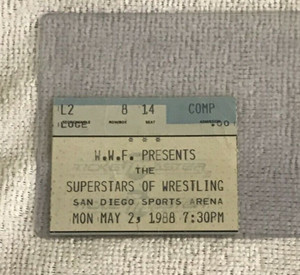 L2 8 14 COMP
LOGE .00
W.W.F. PRESENTS
THE
SUPERSTARS OF WRESTLING
SAN DIEGO SPORTS ARENA
MON MAY 2, 1988 7:30PM